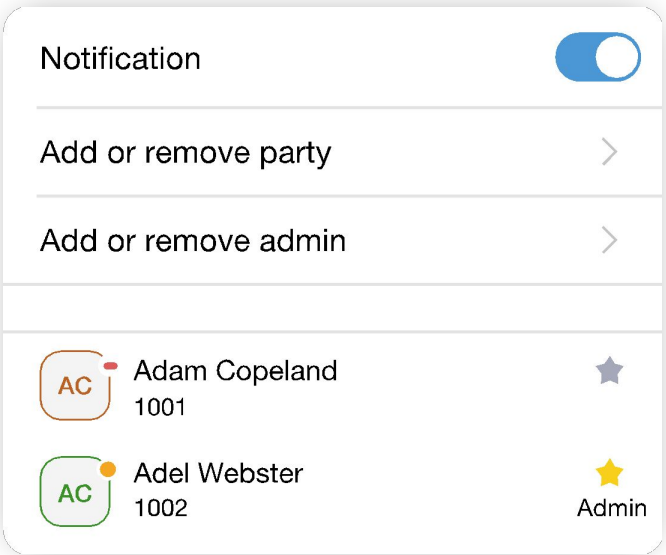 Notification
Add or remove party
Add or remove admin
AC
Adam Copeland
1001
AC
Adel Webster
1002
Admin